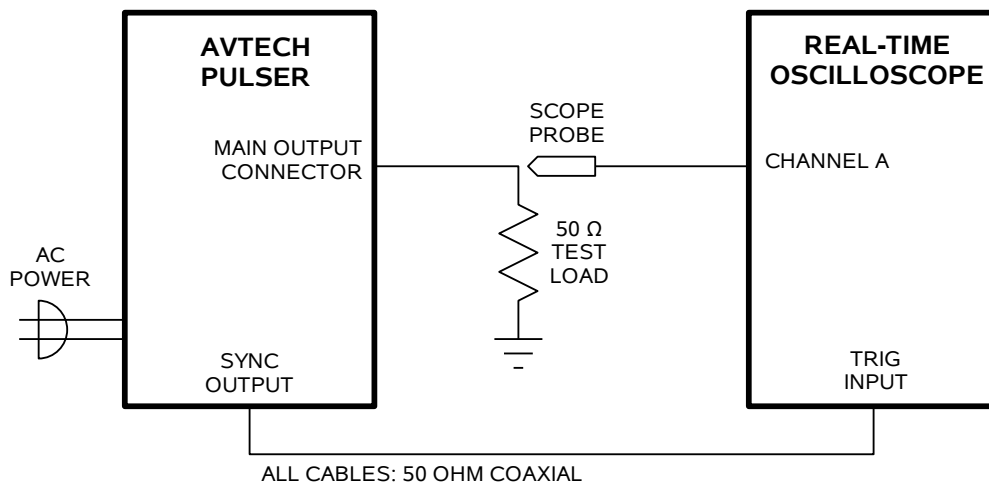 AVTECH
PULSER
MAIN OUTPUT
CONNECTOR
AC
POWER
SYNC
OUTPUT
SCOPE
PROBE
50 Ω
TEST
LOAD
REAL-TIME
OSCILLOSCOPE
CHANNEL A
TRIG
INPUT
ALL CABLES: 50 OHM COAXIAL